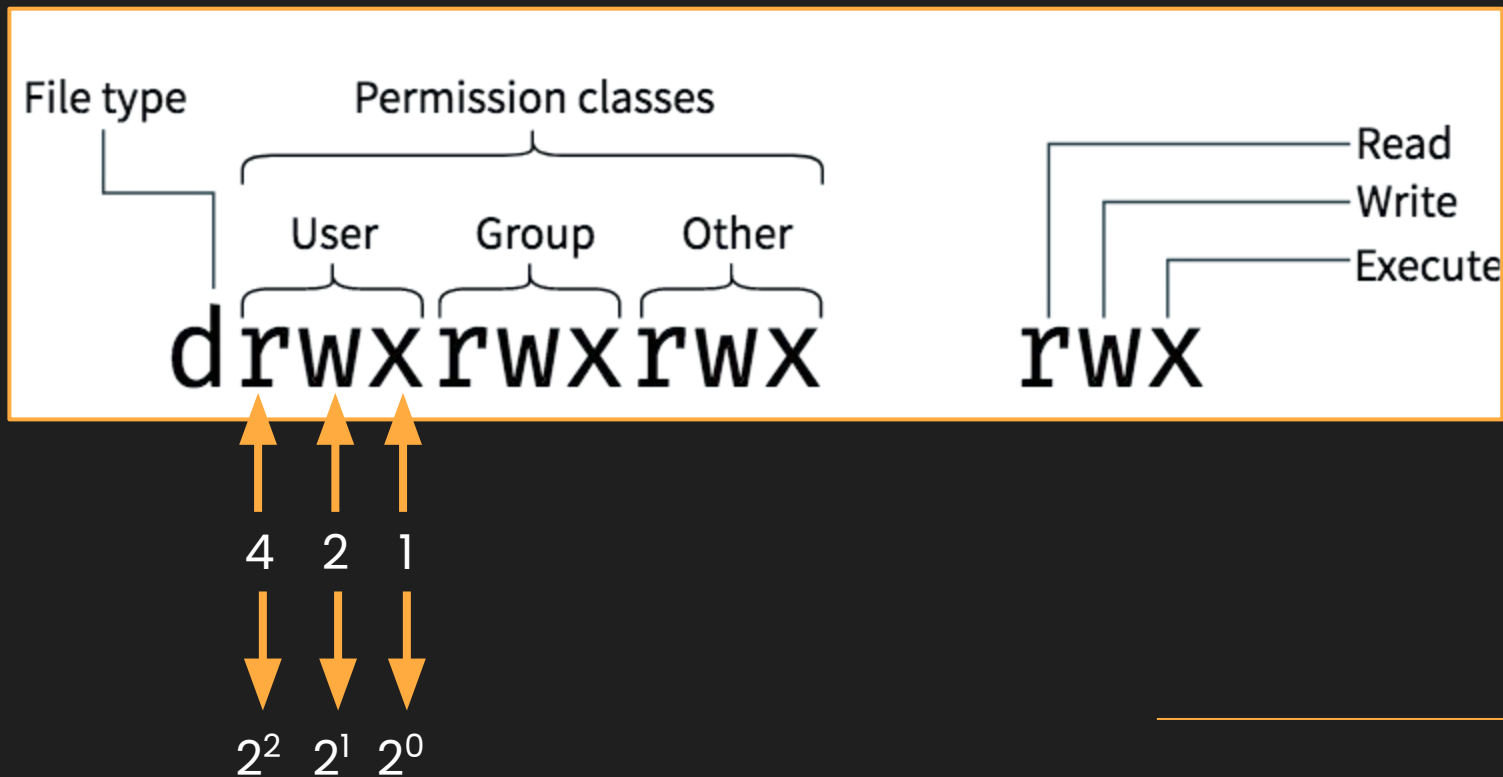 File type
Permission classes
Read
Write
User Group Other
Execute
drwxrwxrwx rwx
4 2 1
2² 2¹ 2⁰